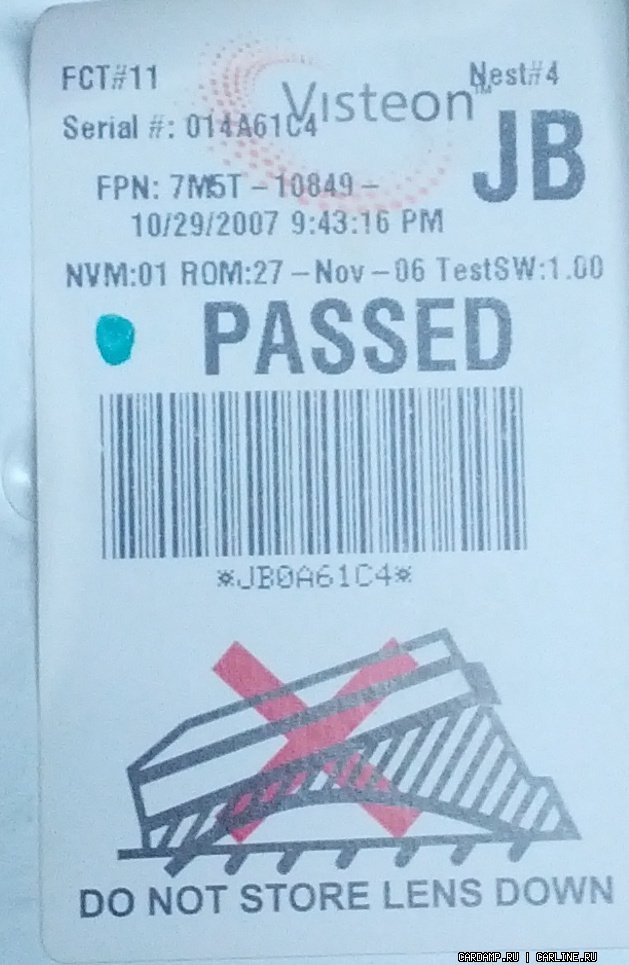 FCT#11 Nest#4
Visteon™
Serial #: 014A61C4
JB
FPN: 7M5T-10849-
10/29/2007 9:43:16 PM
NVM:01 ROM:27-Nov-06 TestSW:1.00
PASSED
*JB0A61C4*
DO NOT STORE LENS DOWN
CARDAMP.RU | CARLINE.RU